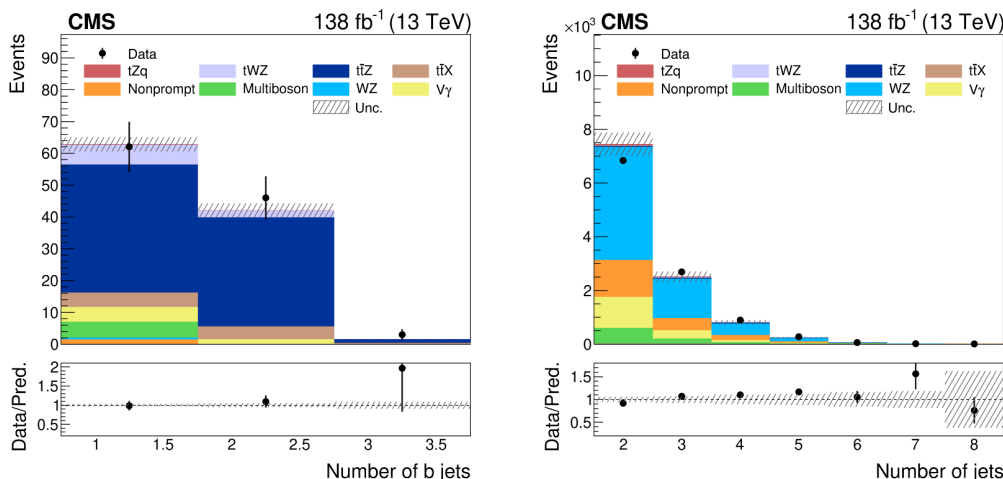 CMS 138 fb⁻¹ (13 TeV)
Events
90
80
70
60
50
40
30
20
10
0
Data
tZq tWZ tt̄Z tt̄X
Nonprompt Multiboson WZ Vγ
Unc.
Data/Pred.
2
1.5
1
0.5
1 1.5 2 2.5 3 3.5
Number of b jets
×10³ CMS 138 fb⁻¹ (13 TeV)
Events
10
8
6
4
2
0
Data
tZq tWZ tt̄Z tt̄X
Nonprompt Multiboson WZ Vγ
Unc.
Data/Pred.
1.5
1
0.5
2 3 4 5 6 7 8
Number of jets